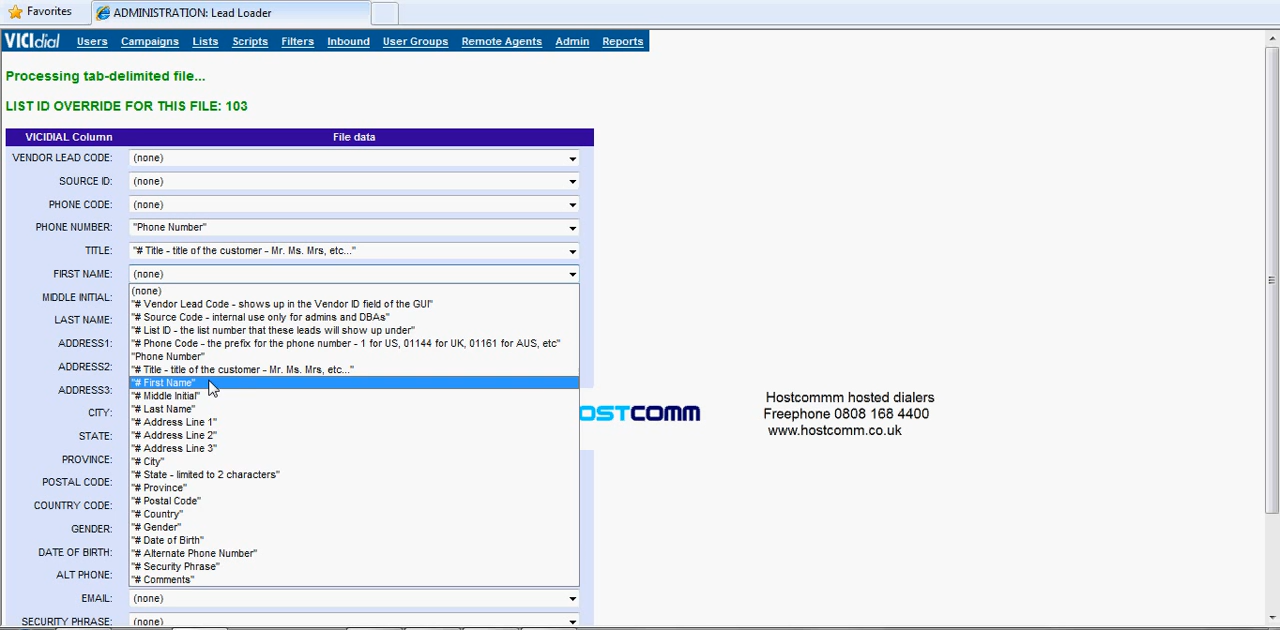 Favorites
ADMINISTRATION: Lead Loader
VICIdial Users Campaigns Lists Scripts Filters Inbound User Groups Remote Agents Admin Reports
Processing tab-delimited file...
LIST ID OVERRIDE FOR THIS FILE: 103
VICIDIAL Column File data
VENDOR LEAD CODE: (none)
SOURCE ID: (none)
PHONE CODE: (none)
PHONE NUMBER: "Phone Number"
TITLE: "# Title - title of the customer - Mr. Ms. Mrs, etc..."
FIRST NAME: (none)
(none)
MIDDLE INITIAL: "# Vendor Lead Code - shows up in the Vendor ID field of the GUI"
"# Source Code - internal use only for admins and DBAs"
LAST NAME: "# List ID - the list number that these leads will show up under"
ADDRESS1: "# Phone Code - the prefix for the phone number - 1 for US, 01144 for UK, 01161 for AUS, etc"
"Phone Number"
ADDRESS2: "# Title - title of the customer - Mr. Ms. Mrs, etc..."
"# First Name"
ADDRESS3: "# Middle Initial"
"# Last Name"
CITY: "# Address Line 1"
STATE: "# Address Line 2"
"# Address Line 3"
PROVINCE: "# City"
"# State - limited to 2 characters"
POSTAL CODE: "# Province"
"# Postal Code"
COUNTRY CODE: "# Country"
GENDER: "# Gender"
"# Date of Birth"
DATE OF BIRTH: "# Alternate Phone Number"
"# Security Phrase"
ALT PHONE: "# Comments"
EMAIL: (none)
SECURITY PHRASE: (none)
OSTCOMM
Hostcommm hosted dialers
Freephone 0808 168 4400
www.hostcomm.co.uk